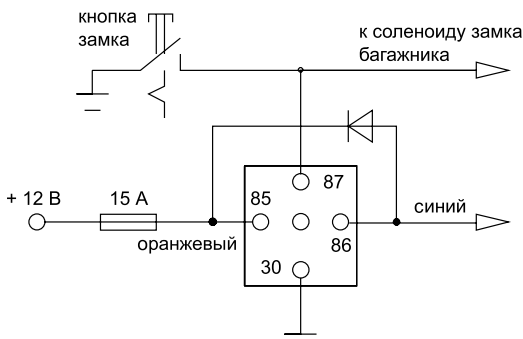 кнопка
замка
к соленоиду замка
багажника
87
+ 12 В
15 А
85
синий
оранжевый
86
30